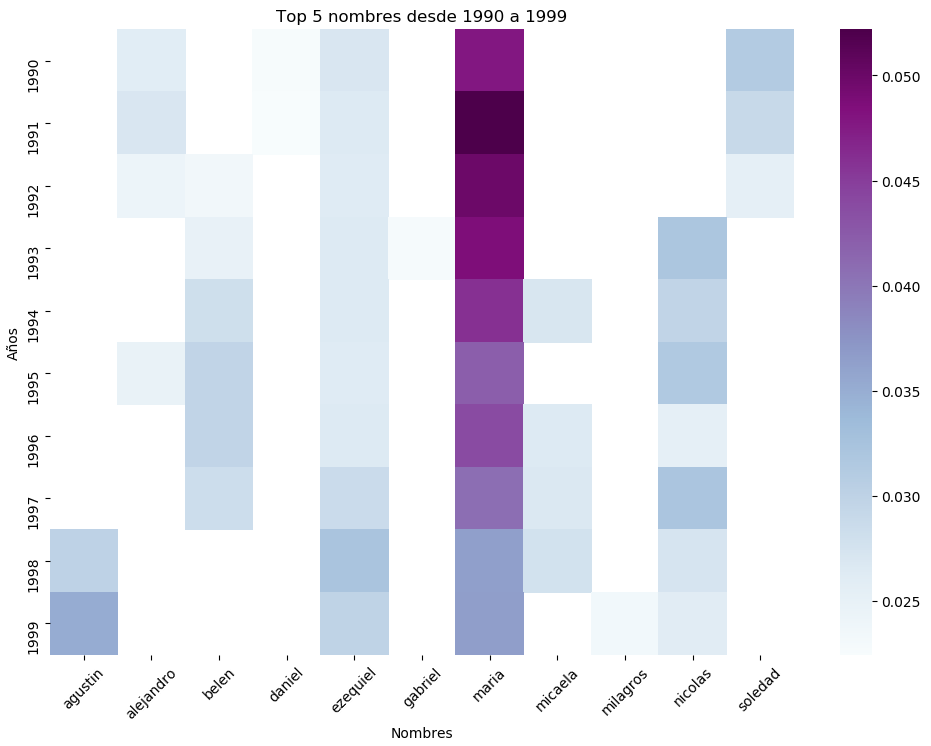 Top 5 nombres desde 1990 a 1999
Años
1990
1991
1992
1993
1994
1995
1996
1997
1998
1999
agustin
alejandro
belen
daniel
ezequiel
gabriel
maria
micaela
milagros
nicolas
soledad
Nombres
0.050
0.045
0.040
0.035
0.030
0.025